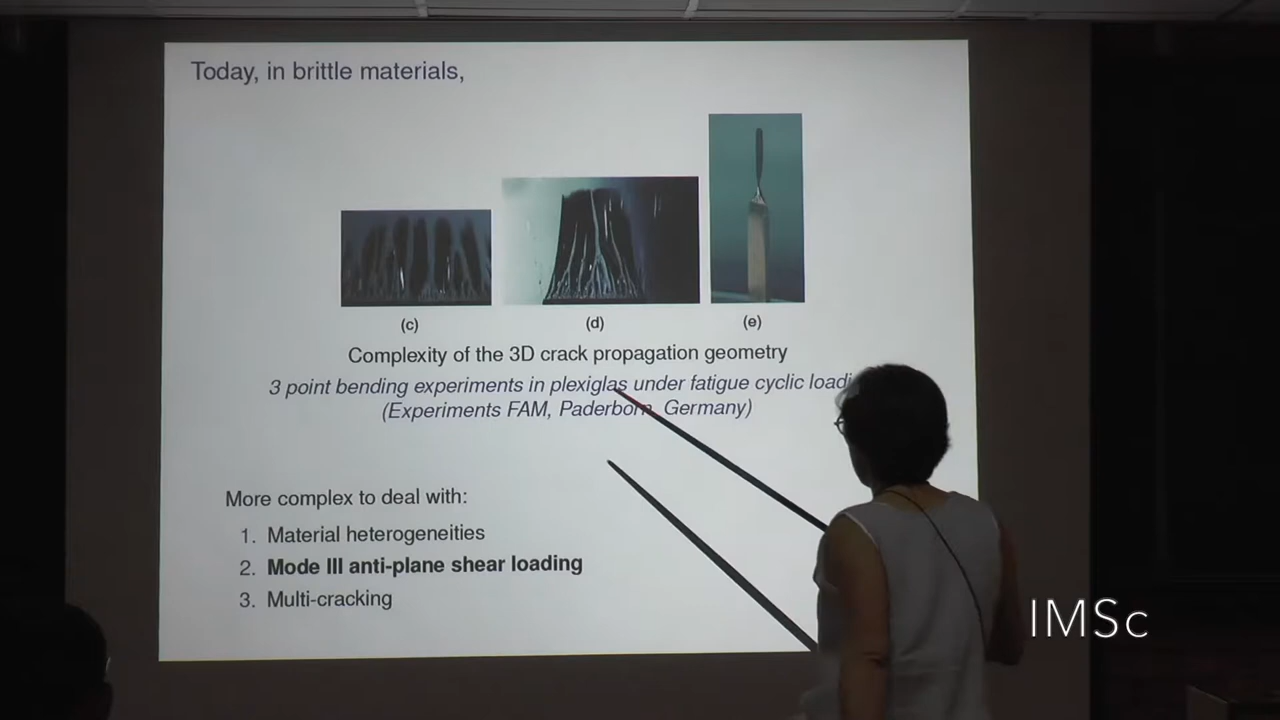 Today, in brittle materials,
(c) (d) (e)
Complexity of the 3D crack propagation geometry
3 point bending experiments in plexiglas under fatigue cyclic loadi
(Experiments FAM, Paderborn, Germany)
More complex to deal with:
1. Material heterogeneities
2. Mode III anti-plane shear loading
3. Multi-cracking
IMSc